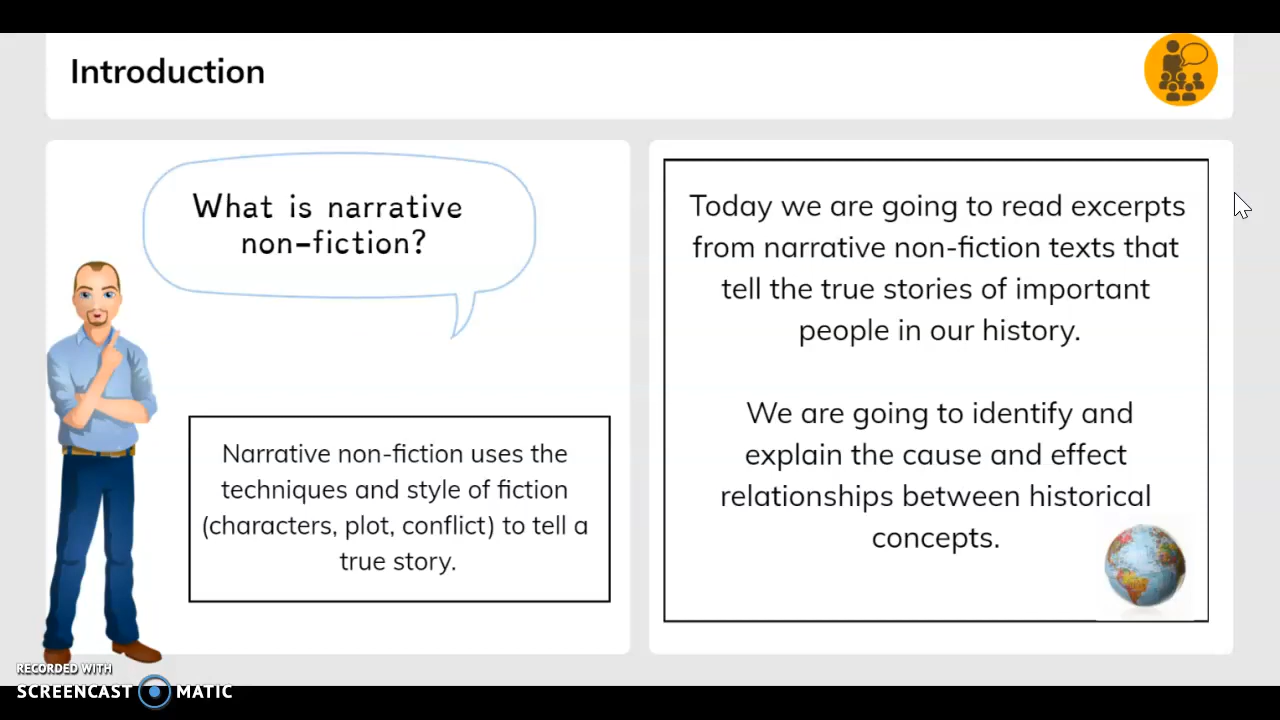 Introduction
What is narrative
non-fiction?
Narrative non-fiction uses the
techniques and style of fiction
(characters, plot, conflict) to tell a
true story.
Today we are going to read excerpts
from narrative non-fiction texts that
tell the true stories of important
people in our history.
We are going to identify and
explain the cause and effect
relationships between historical
concepts.
RECORDED WITH
SCREENCAST MATIC